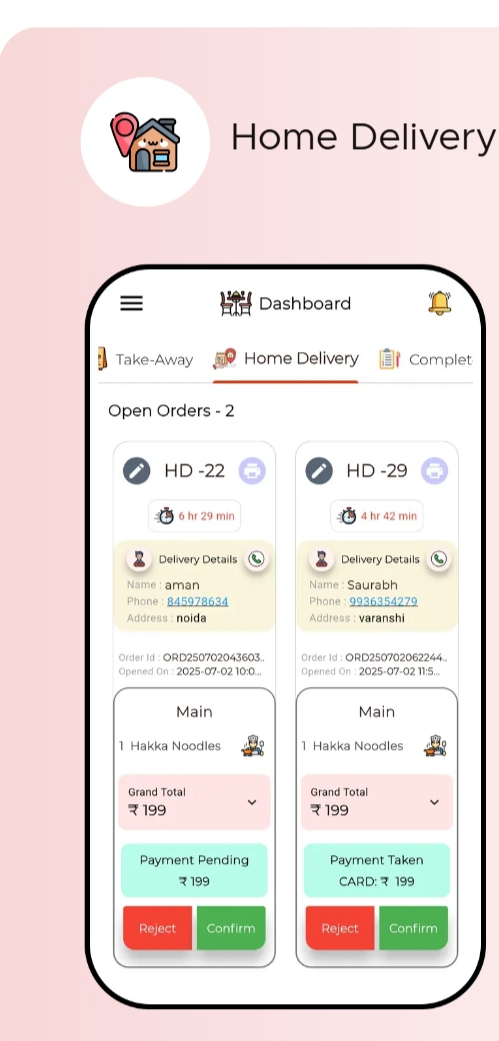 Home Delivery
Dashboard
Take-Away
Home Delivery
Complet
Open Orders - 2
HD -22
6 hr 29 min
Delivery Details
Name : aman
Phone : 845978634
Address : noida
Order Id : ORD250702043603..
Opened On : 2025-07-02 10:0...
Main
1 Hakka Noodles
Grand Total
₹ 199
Payment Pending
₹ 199
Reject
Confirm
HD -29
4 hr 42 min
Delivery Details
Name : Saurabh
Phone : 9936354279
Address : varanshi
Order Id : ORD250702062244..
Opened On : 2025-07-02 11:5...
Main
1 Hakka Noodles
Grand Total
₹ 199
Payment Taken
CARD: ₹ 199
Reject
Confirm